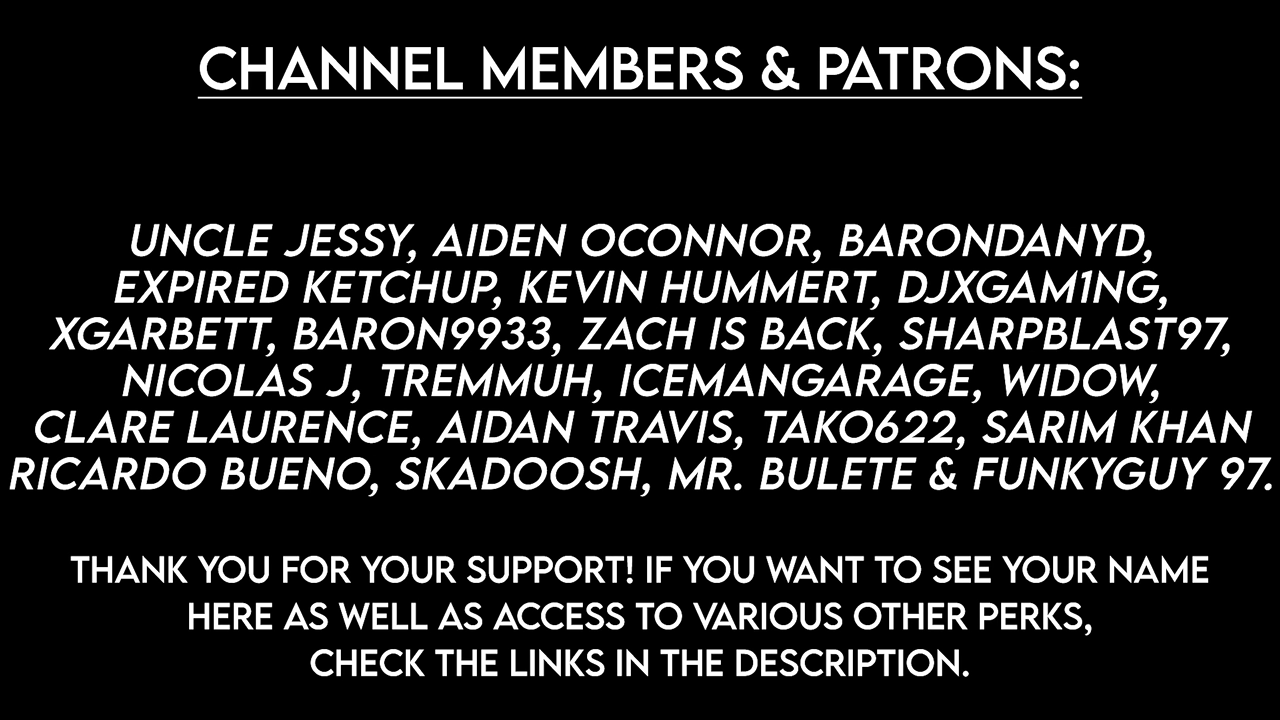 CHANNEL MEMBERS & PATRONS:
UNCLE JESSY, AIDEN OCONNOR, BARONDANYD,
EXPIRED KETCHUP, KEVIN HUMMERT, DJXGAM1NG,
XGARBETT, BARON9933, ZACH IS BACK, SHARPBLAST97,
NICOLAS J, TREMMUH, ICEMANGARAGE, WIDOW,
CLARE LAURENCE, AIDAN TRAVIS, TAKO622, SARIM KHAN
RICARDO BUENO, SKADOOSH, MR. BULETE & FUNKYGUY 97.
THANK YOU FOR YOUR SUPPORT! IF YOU WANT TO SEE YOUR NAME
HERE AS WELL AS ACCESS TO VARIOUS OTHER PERKS,
CHECK THE LINKS IN THE DESCRIPTION.